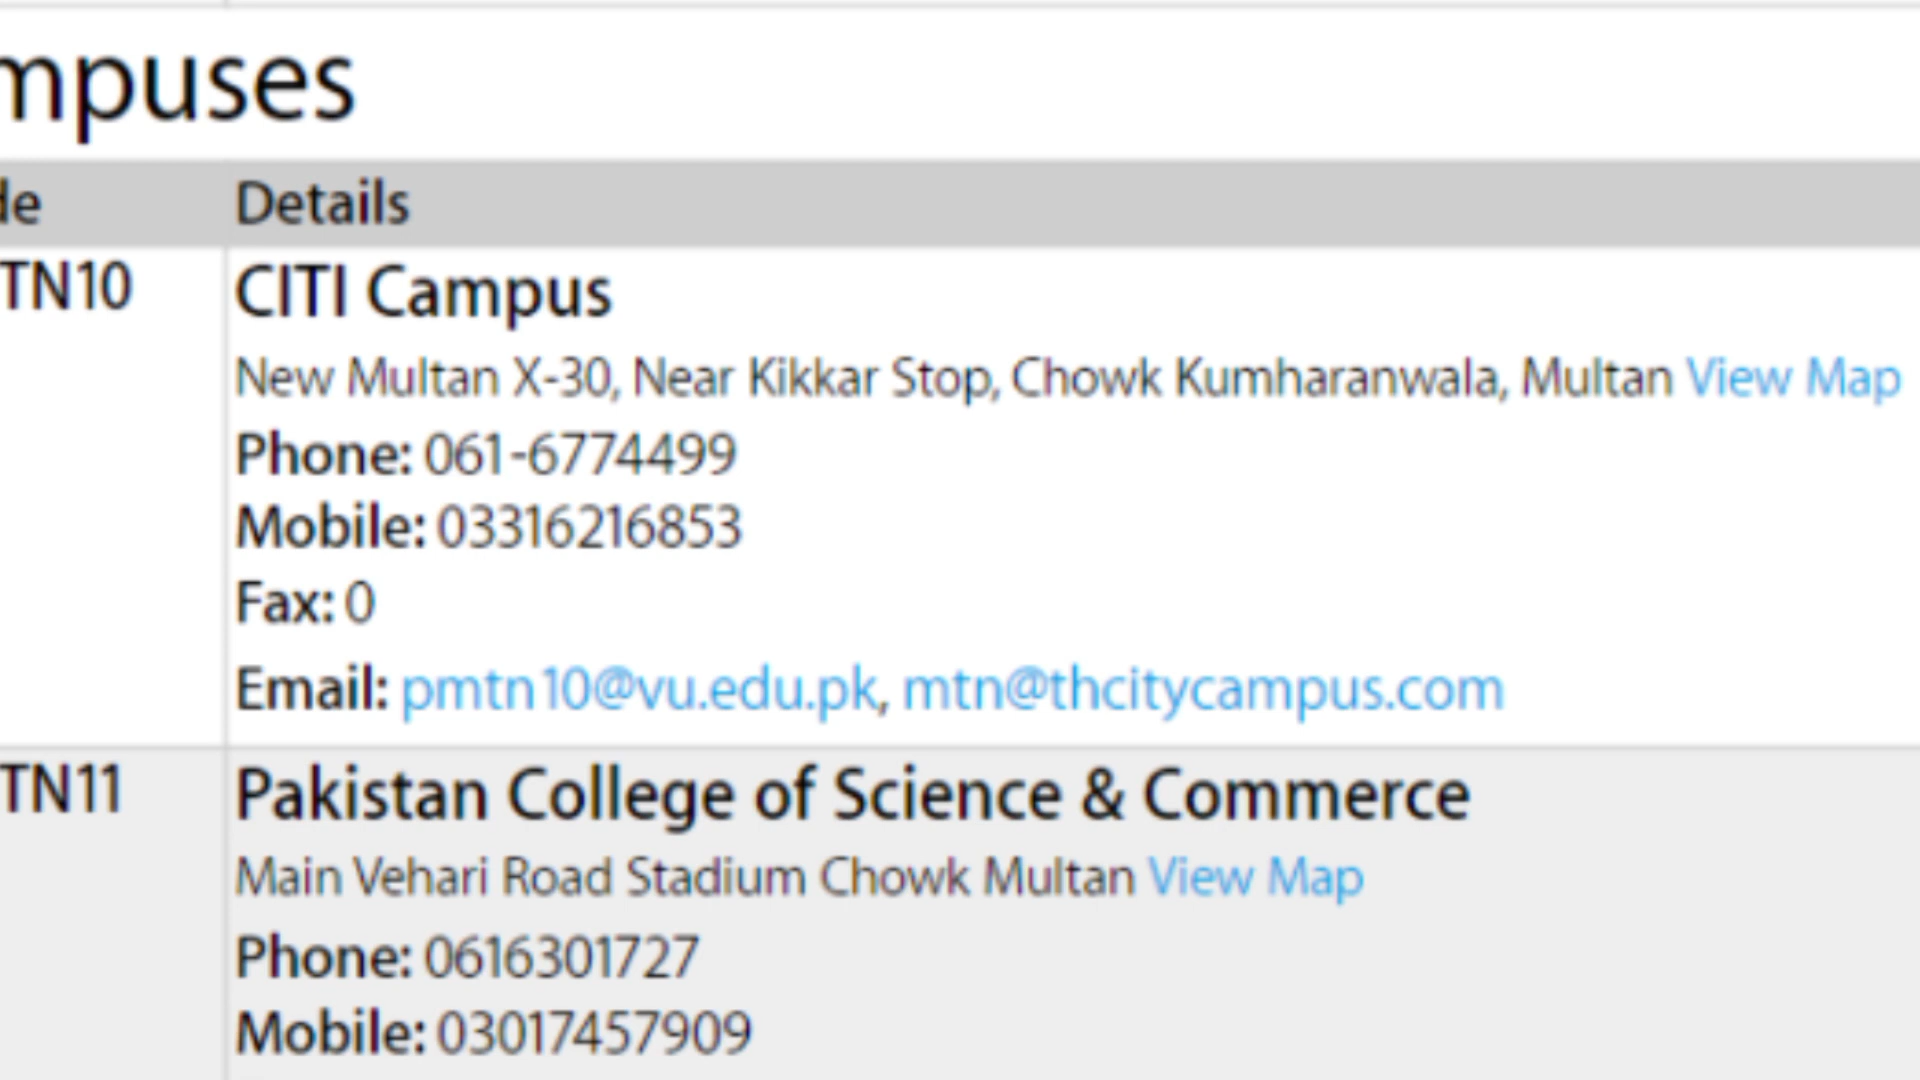 mpuses
de Details
TN10 CITI Campus
New Multan X-30, Near Kikkar Stop, Chowk Kumharanwala, Multan View Map
Phone: 061-6774499
Mobile: 03316216853
Fax: 0
Email: pmtn10@vu.edu.pk, mtn@thcitycampus.com
TN11 Pakistan College of Science & Commerce
Main Vehari Road Stadium Chowk Multan View Map
Phone: 0616301727
Mobile: 03017457909